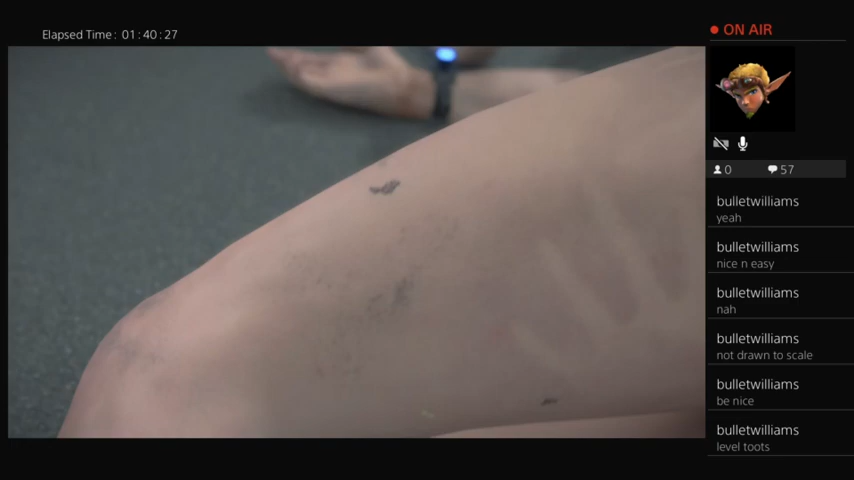 Elapsed Time: 01:40:27
ON AIR
0 57
bulletwilliams
yeah
bulletwilliams
nice n easy
bulletwilliams
nah
bulletwilliams
not drawn to scale
bulletwilliams
be nice
bulletwilliams
level toots